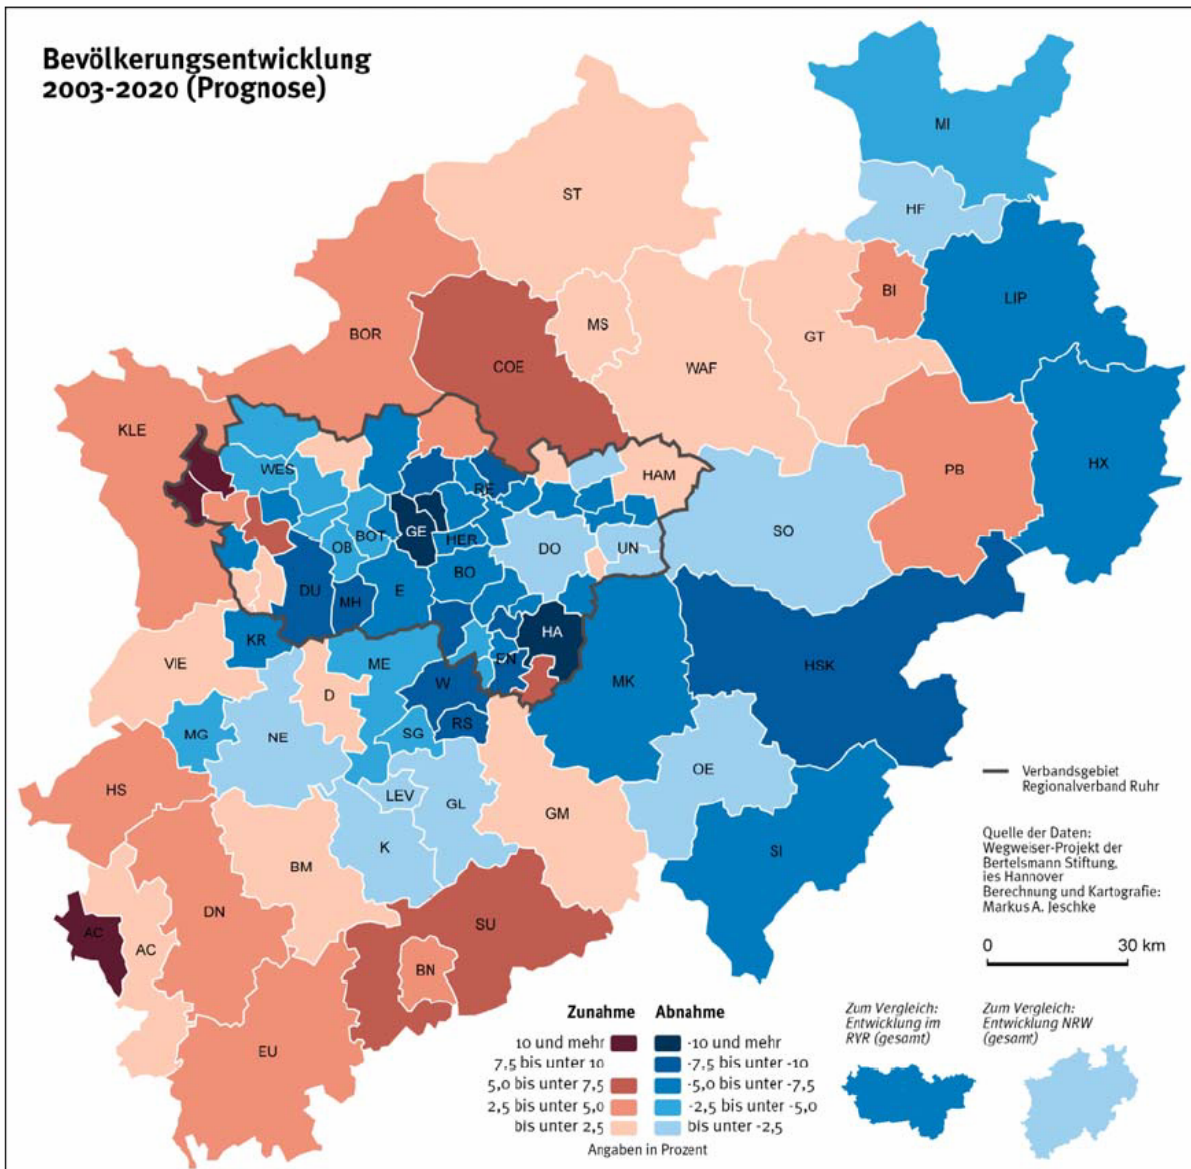 Bevölkerungsentwicklung
2003-2020 (Prognose)
MI
ST
HF
BI
LIP
MS
BOR
GT
COE
WAF
KLE
HX
WES
RE
HAM
PB
GE
SO
BOT
HER
OB
DO
UN
BO
DU
MH
E
HA
KR
VIE
ME
EN
HSK
W
MK
D
RS
MG
NE
SG
OE
HS
LEV
GL
GM
K
SI
BM
DN
SU
AC
AC
BN
EU
Verbandsgebiet
Regionalverband Ruhr
Quelle der Daten:
Wegweiser-Projekt der
Bertelsmann Stiftung,
ies Hannover
Berechnung und Kartografie:
Markus A. Jeschke
0 30 km
Zunahme Abnahme
10 und mehr -10 und mehr
7,5 bis unter 10 -7,5 bis unter -10
5,0 bis unter 7,5 -5,0 bis unter -7,5
2,5 bis unter 5,0 -2,5 bis unter -5,0
bis unter 2,5 bis unter -2,5
Angaben in Prozent
Zum Vergleich:
Entwicklung im
RVR (gesamt)
Zum Vergleich:
Entwicklung NRW
(gesamt)